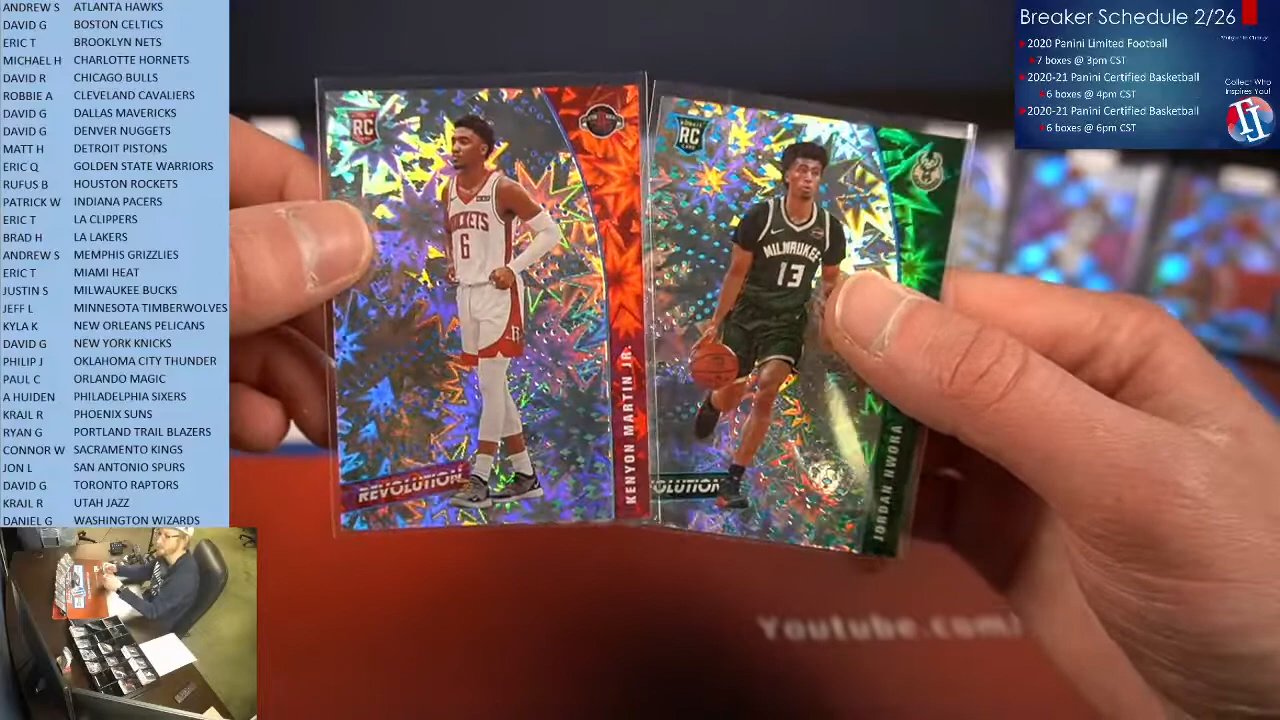 ANDREW S ATLANTA HAWKS
DAVID G BOSTON CELTICS
ERIC T BROOKLYN NETS
MICHAEL H CHARLOTTE HORNETS
DAVID R CHICAGO BULLS
ROBBIE A CLEVELAND CAVALIERS
DAVID G DALLAS MAVERICKS
DAVID G DENVER NUGGETS
MATT H DETROIT PISTONS
ERIC Q GOLDEN STATE WARRIORS
RUFUS B HOUSTON ROCKETS
PATRICK W INDIANA PACERS
ERIC T LA CLIPPERS
BRAD H LA LAKERS
ANDREW S MEMPHIS GRIZZLIES
ERIC T MIAMI HEAT
JUSTIN S MILWAUKEE BUCKS
JEFF L MINNESOTA TIMBERWOLVES
KYLA K NEW ORLEANS PELICANS
DAVID G NEW YORK KNICKS
PHILIP J OKLAHOMA CITY THUNDER
PAUL C ORLANDO MAGIC
A HUIDEN PHILADELPHIA SIXERS
KRAIL R PHOENIX SUNS
RYAN G PORTLAND TRAIL BLAZERS
CONNOR W SACRAMENTO KINGS
JON L SAN ANTONIO SPURS
DAVID G TORONTO RAPTORS
KRAIL R UTAH JAZZ
DANIEL G WASHINGTON WIZARDS
RC
ROCKETS
6
KENYON MARTIN JR.
REVOLUTION
RC
MILWAUKEE
13
JORDAN NWORA
VOLUTION
Youtube.com/
Breaker Schedule 2/26
2020 Panini Limited Football
7 boxes @ 3pm CST
2020-21 Panini Certified Basketball
6 boxes @ 4pm CST
2020-21 Panini Certified Basketball
6 boxes @ 6pm CST
Collect Who
Inspires You!